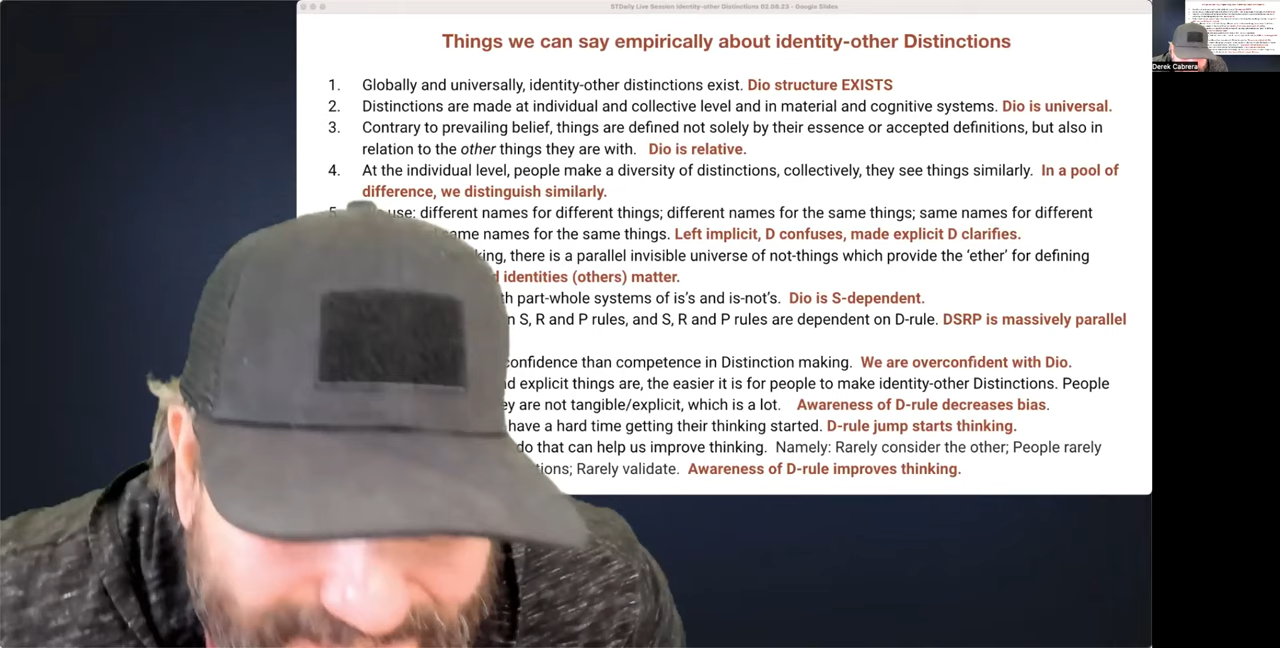 STDaily Live Session Identity-other Distinctions 02.08.23 - Google Slides
Things we can say empirically about identity-other Distinctions
1. Globally and universally, identity-other distinctions exist. Dio structure EXISTS
2. Distinctions are made at individual and collective level and in material and cognitive systems. Dio is universal.
3. Contrary to prevailing belief, things are defined not solely by their essence or accepted definitions, but also in
relation to the other things they are with. Dio is relative.
4. At the individual level, people make a diversity of distinctions, collectively, they see things similarly. In a pool of
difference, we distinguish similarly.
use: different names for different things; different names for the same things; same names for different
same names for the same things. Left implicit, D confuses, made explicit D clarifies.
there is a parallel invisible universe of not-things which provide the 'ether' for defining
identities (others) matter.
part-whole systems of is's and is-not's. Dio is S-dependent.
S, R and P rules, and S, R and P rules are dependent on D-rule. DSRP is massively parallel
confidence than competence in Distinction making. We are overconfident with Dio.
explicit things are, the easier it is for people to make identity-other Distinctions. People
are not tangible/explicit, which is a lot. Awareness of D-rule decreases bias.
have a hard time getting their thinking started. D-rule jump starts thinking.
do that can help us improve thinking. Namely: Rarely consider the other; People rarely
Rarely validate. Awareness of D-rule improves thinking.
Derek Cabrera